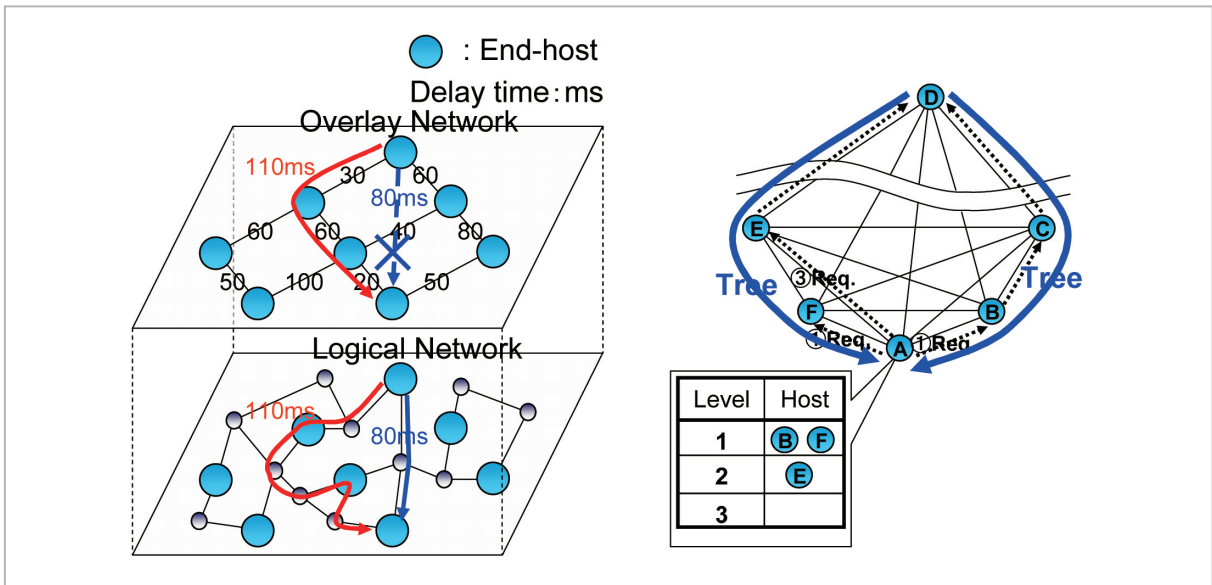 : End-host
Delay time：ms
Overlay Network
110ms
30
60
80ms
60
60
40
80
50
100
20
50
Logical Network
110ms
80ms
D
E
C
③Req.
Tree
Tree
F
B
①Req.
A
①Req.
Level Host
1 B F
2 E
3